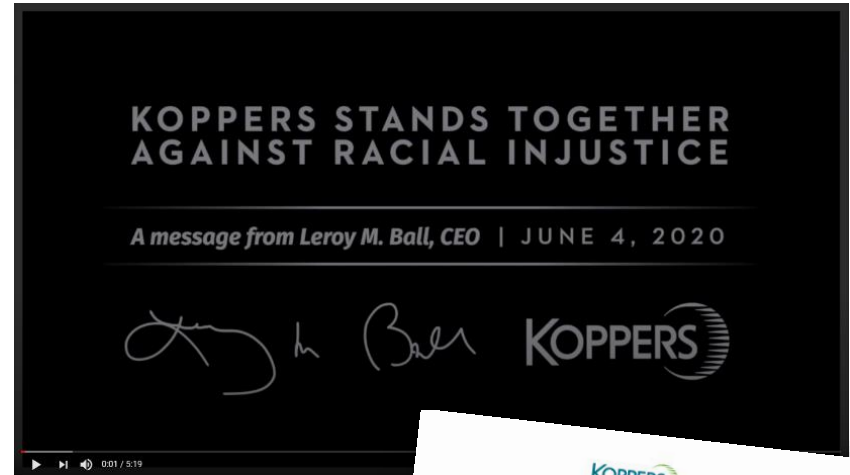 KOPPERS STANDS TOGETHER
AGAINST RACIAL INJUSTICE
A message from Leroy M. Ball, CEO | JUNE 4, 2020
KOPPERS
0:01 / 5:19
KOPPERS